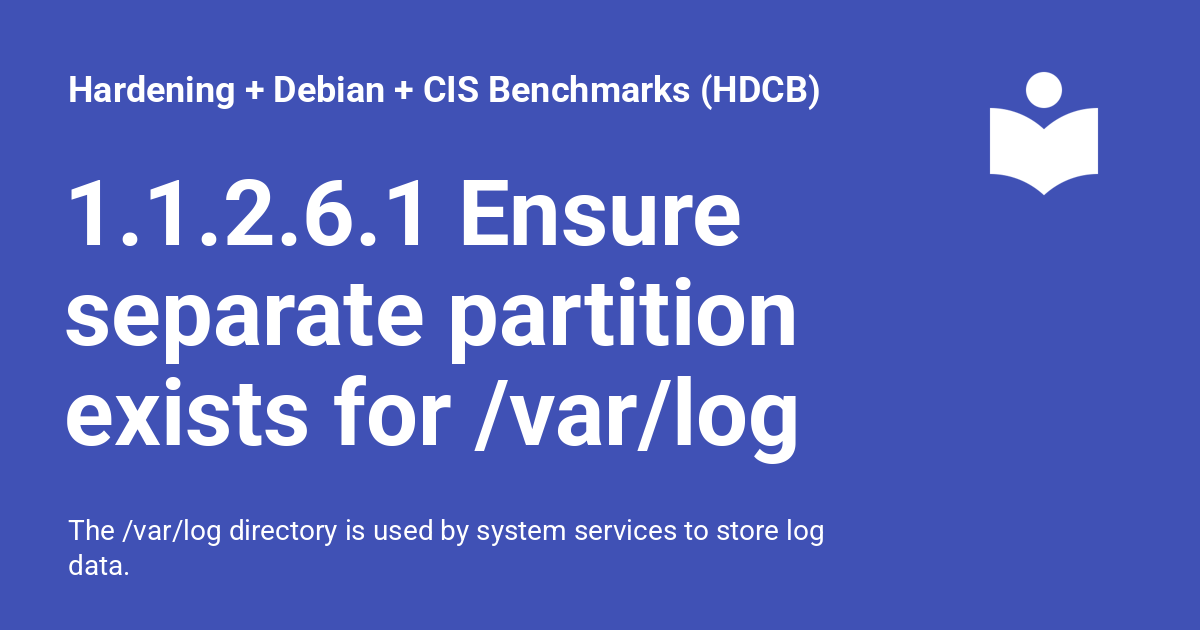 Hardening + Debian + CIS Benchmarks (HDCB)
1.1.2.6.1 Ensure
separate partition
exists for /var/log
The /var/log directory is used by system services to store log
data.